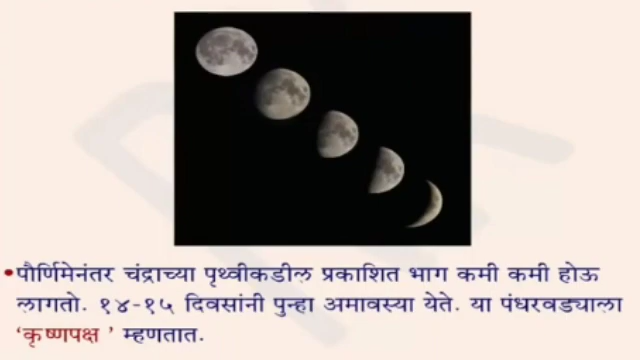 • पौर्णिमेनंतर चंद्राच्या पृथ्वीकडील प्रकाशित भाग कमी कमी होऊ
लागतो. १४-१५ दिवसांनी पुन्हा अमावस्या येते. या पंधरवड्याला
‘कृष्णपक्ष ’ म्हणतात.